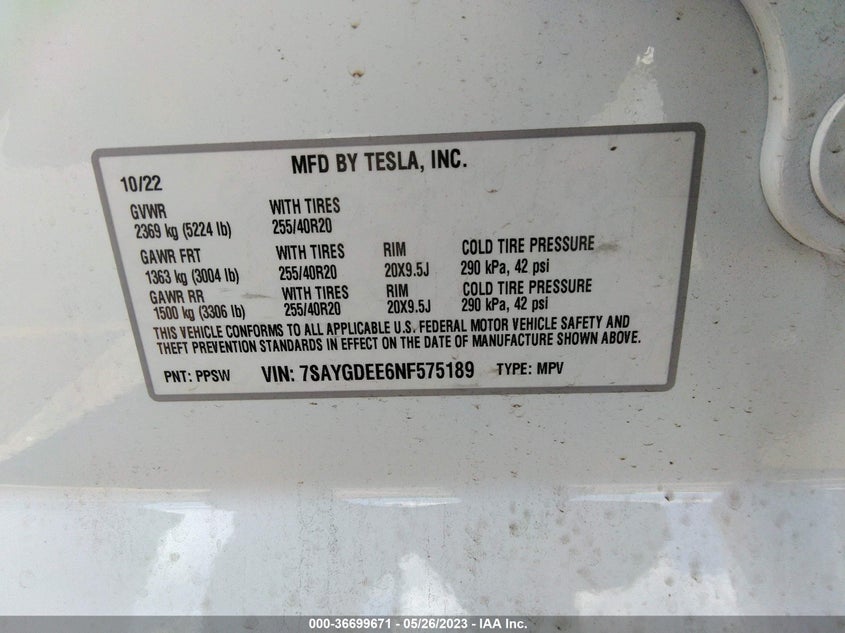 MFD BY TESLA, INC.
10/22
GVWR WITH TIRES
2369 kg (5224 lb) 255/40R20
GAWR FRT WITH TIRES RIM COLD TIRE PRESSURE
1363 kg (3004 lb) 255/40R20 20X9.5J 290 kPa, 42 psi
GAWR RR WITH TIRES RIM COLD TIRE PRESSURE
1500 kg (3306 lb) 255/40R20 20X9.5J 290 kPa, 42 psi
THIS VEHICLE CONFORMS TO ALL APPLICABLE U.S. FEDERAL MOTOR VEHICLE SAFETY AND
THEFT PREVENTION STANDARDS IN EFFECT ON THE DATE OF MANUFACTURE SHOWN ABOVE.
PNT: PPSW VIN: 7SAYGDEE6NF575189 TYPE: MPV
000-36699671 - 05/26/2023 - IAA Inc.